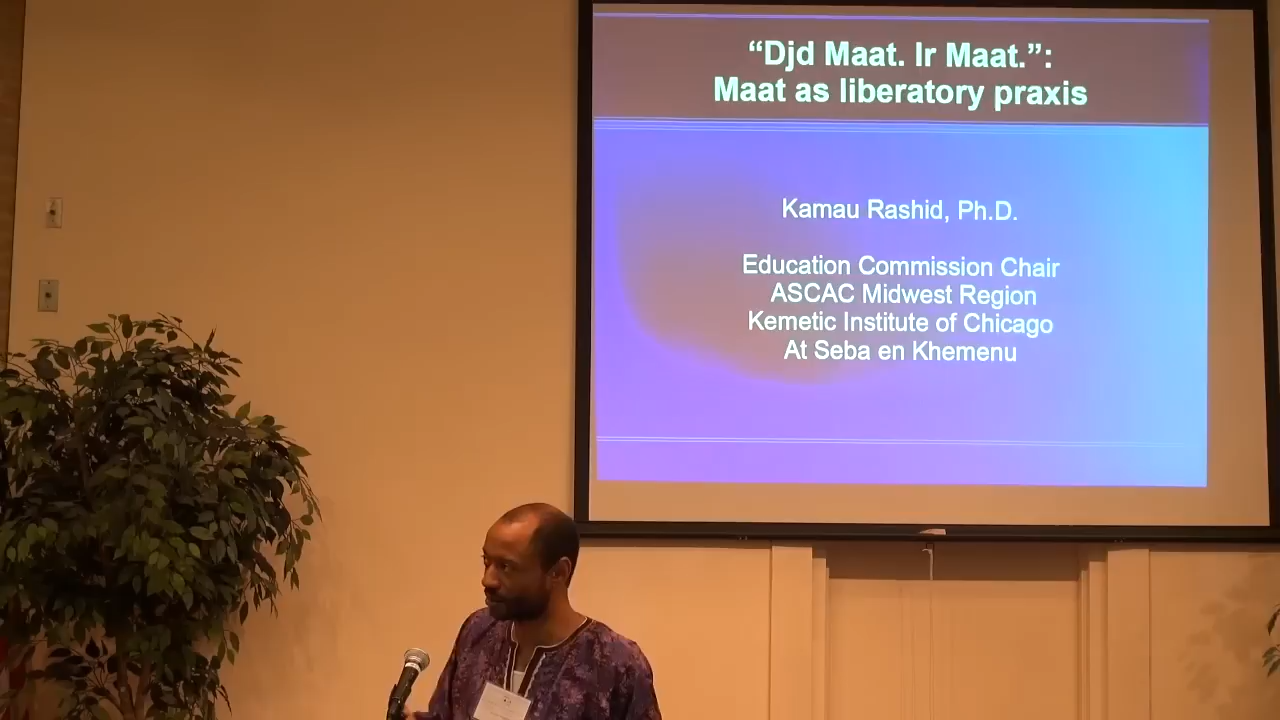 “Djd Maat. Ir Maat.”:
Maat as liberatory praxis
Kamau Rashid, Ph.D.
Education Commission Chair
ASCAC Midwest Region
Kemetic Institute of Chicago
At Seba en Khemenu